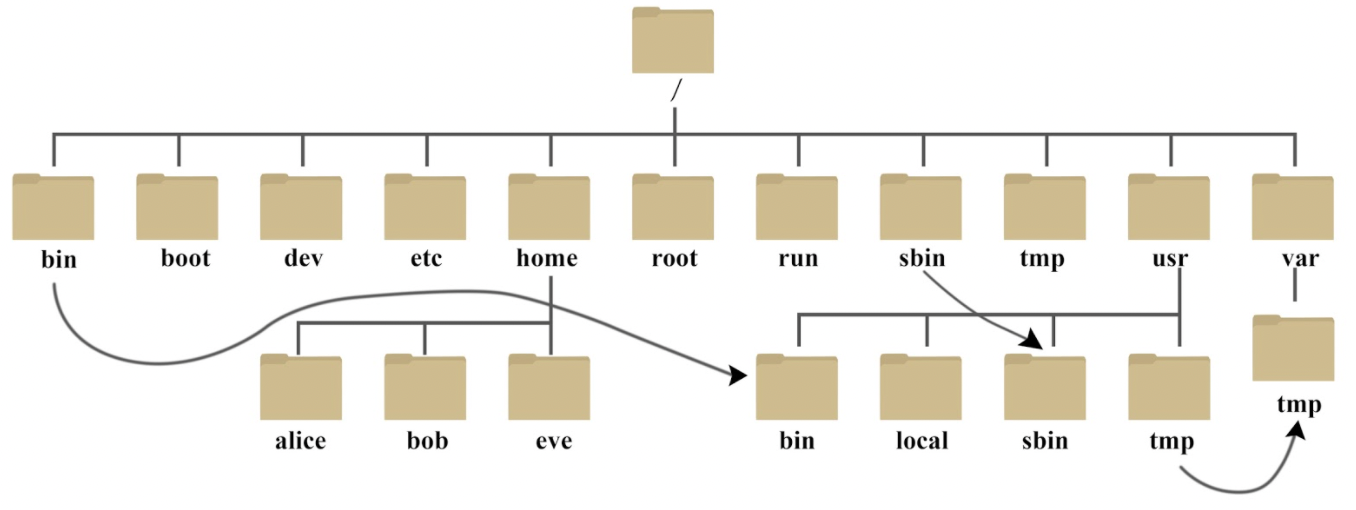 /
bin boot dev etc home root run sbin tmp usr var
tmp
alice bob eve bin local sbin tmp